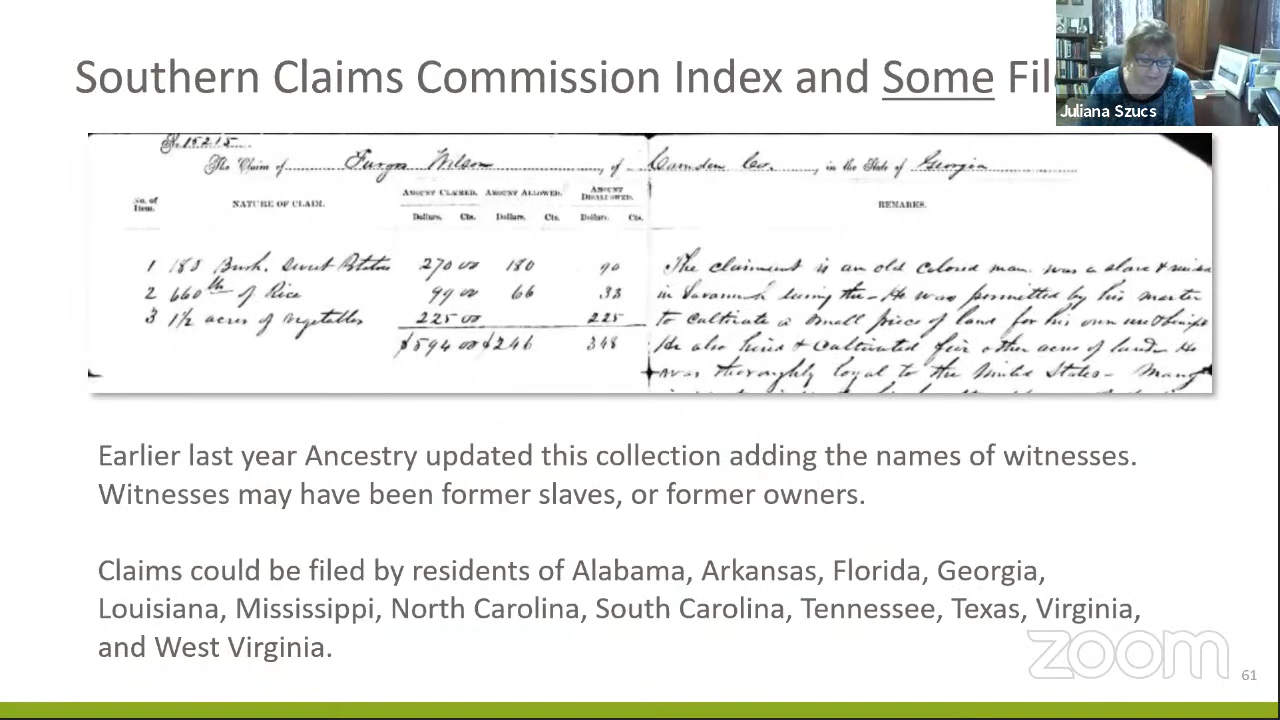 Southern Claims Commission Index and Some Fil
Juliana Szucs
No. 15215
The Claim of Fergus Wilson, of Camden Co., in the State of Georgia
No. of Item. NATURE OF CLAIM. AMOUNT CLAIMED. AMOUNT ALLOWED. AMOUNT DISALLOWED. REMARKS.
Dollars. Cts. Dollars. Cts. Dollars. Cts.
1 180 Bush. Sweet Potatoes 270 00 180 90 The claimant is an old colored man. was a slave &
2 660 lb of Rice 99 00 66 33 in Savannah during the — He was permitted by his master
3 1½ acres of vegetables 225 00 225 to cultivate a small piece of land for his own
$594 00 $246 348 He also hired & cultivated five other acres of land. He
was thoroughly loyal to the United States — Many
Earlier last year Ancestry updated this collection adding the names of witnesses.
Witnesses may have been former slaves, or former owners.
Claims could be filed by residents of Alabama, Arkansas, Florida, Georgia,
Louisiana, Mississippi, North Carolina, South Carolina, Tennessee, Texas, Virginia,
and West Virginia.
zoom
61